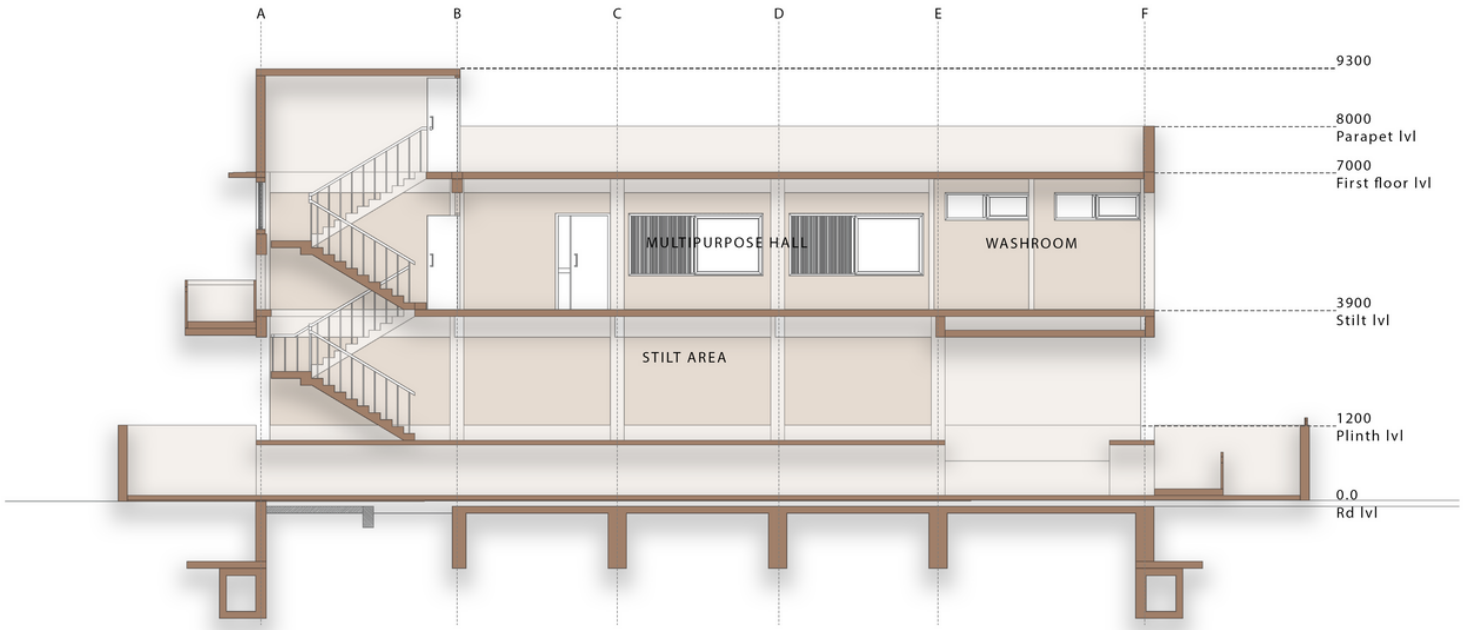 A B C D E F
9300
8000
Parapet lvl
7000
First floor lvl
MULTIPURPOSE HALL
WASHROOM
3900
Stilt lvl
STILT AREA
1200
Plinth lvl
0.0
Rd lvl